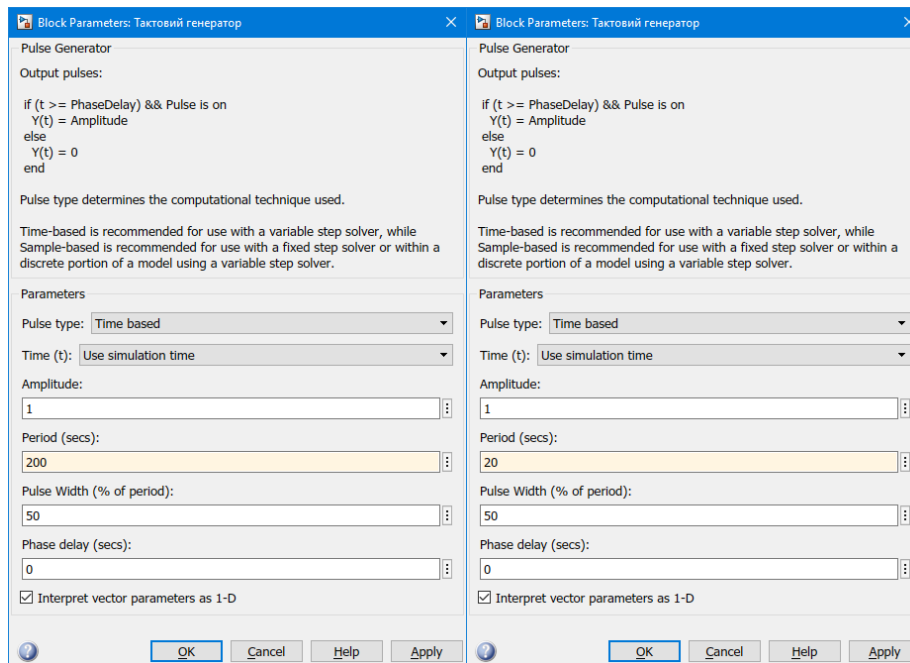 Block Parameters: Тактовий генератор
Pulse Generator
Output pulses:
if (t >= PhaseDelay) && Pulse is on
Y(t) = Amplitude
else
Y(t) = 0
end
Pulse type determines the computational technique used.
Time-based is recommended for use with a variable step solver, while
Sample-based is recommended for use with a fixed step solver or within a
discrete portion of a model using a variable step solver.
Parameters
Pulse type: Time based
Time (t): Use simulation time
Amplitude:
1
Period (secs):
200
Pulse Width (% of period):
50
Phase delay (secs):
0
Interpret vector parameters as 1-D
OK Cancel Help Apply
Block Parameters: Тактовий генератор
Pulse Generator
Output pulses:
if (t >= PhaseDelay) && Pulse is on
Y(t) = Amplitude
else
Y(t) = 0
end
Pulse type determines the computational technique used.
Time-based is recommended for use with a variable step solver, while
Sample-based is recommended for use with a fixed step solver or within a
discrete portion of a model using a variable step solver.
Parameters
Pulse type: Time based
Time (t): Use simulation time
Amplitude:
1
Period (secs):
20
Pulse Width (% of period):
50
Phase delay (secs):
0
Interpret vector parameters as 1-D
OK Cancel Help Apply